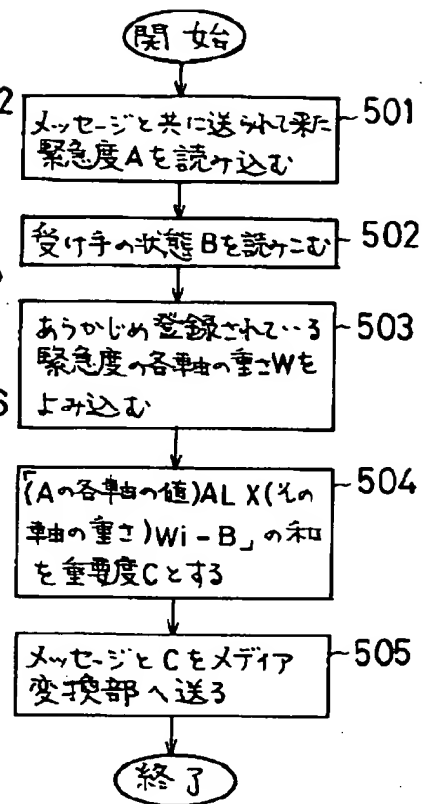 開始
メッセージと共に送られて来た
緊急度Aを読み込む
501
受け手の状態Bを読みこむ
502
あらかじめ登録されている
緊急度の各軸の重さWを
よみ込む
503
「(Aの各軸の値)AL X(その
軸の重さ)Wi-B」の和
を重要度Cとする
504
メッセージとCをメディア
変換部へ送る
505
終了